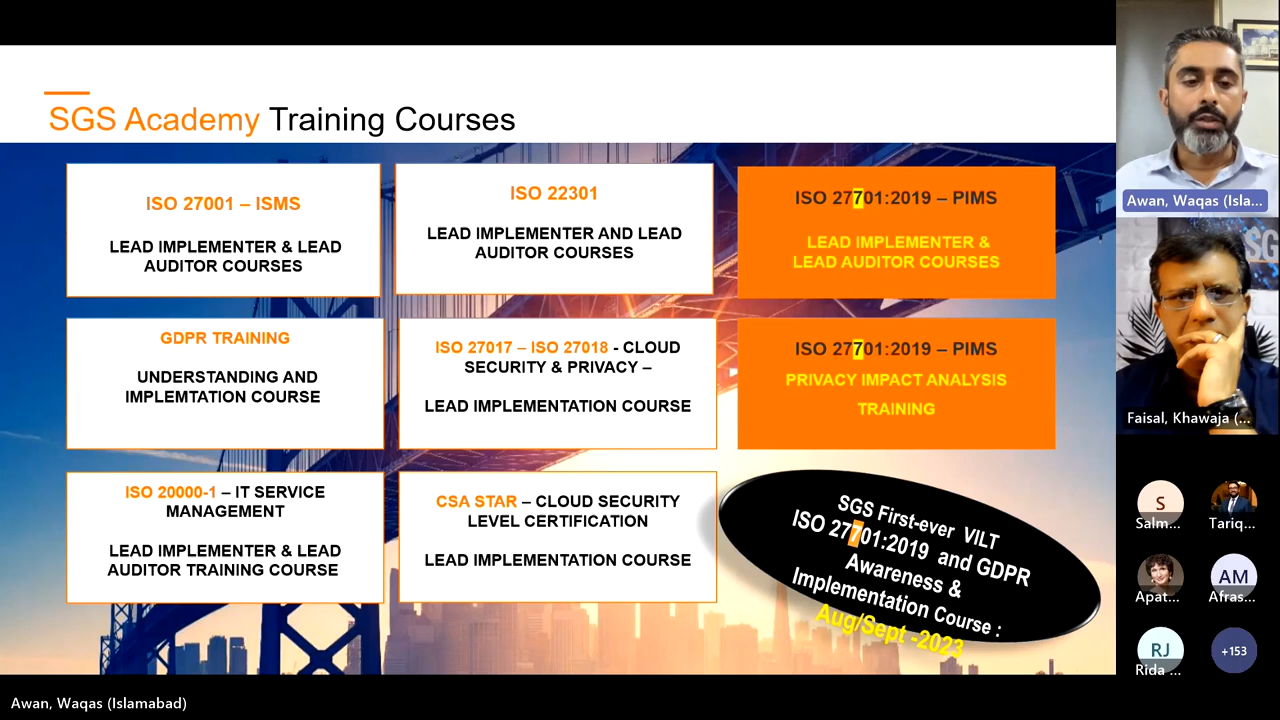 SGS Academy Training Courses
ISO 27001 – ISMS
LEAD IMPLEMENTER & LEAD
AUDITOR COURSES
ISO 22301
LEAD IMPLEMENTER AND LEAD
AUDITOR COURSES
ISO 27701:2019 – PIMS
LEAD IMPLEMENTER &
LEAD AUDITOR COURSES
GDPR TRAINING
UNDERSTANDING AND
IMPLEMTATION COURSE
ISO 27017 – ISO 27018 - CLOUD
SECURITY & PRIVACY –
LEAD IMPLEMENTATION COURSE
ISO 27701:2019 – PIMS
PRIVACY IMPACT ANALYSIS
TRAINING
ISO 20000-1 – IT SERVICE
MANAGEMENT
LEAD IMPLEMENTER & LEAD
AUDITOR TRAINING COURSE
CSA STAR – CLOUD SECURITY
LEVEL CERTIFICATION
LEAD IMPLEMENTATION COURSE
SGS First-ever VILT
ISO 27701:2019 and GDPR
Awareness &
Implementation Course :
Aug/Sept -2023
Awan, Waqas (Isla...
SG
Faisal, Khawaja (...
S
Salm...
Tariq...
Apat...
AM
Afras...
RJ
Rida ...
+153
Awan, Waqas (Islamabad)